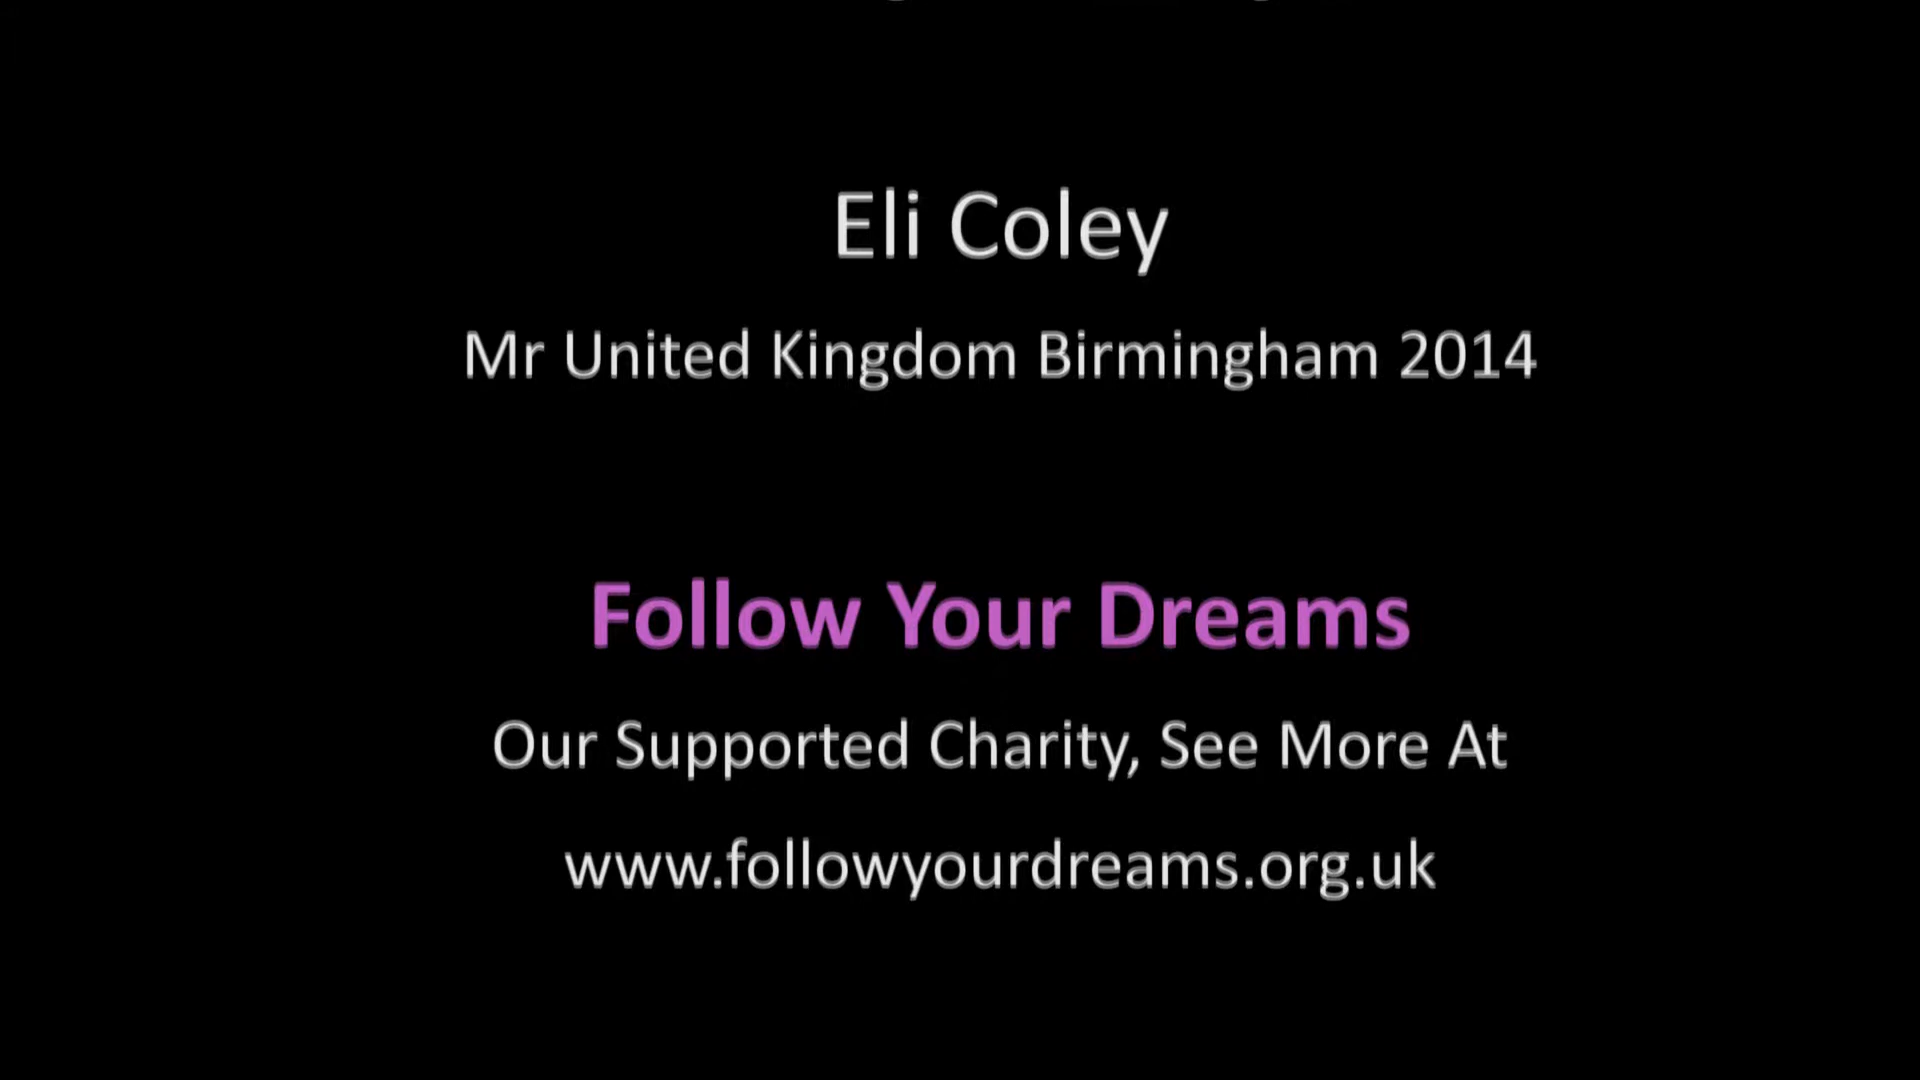 Eli Coley
Mr United Kingdom Birmingham 2014
Follow Your Dreams
Our Supported Charity, See More At
www.followyourdreams.org.uk